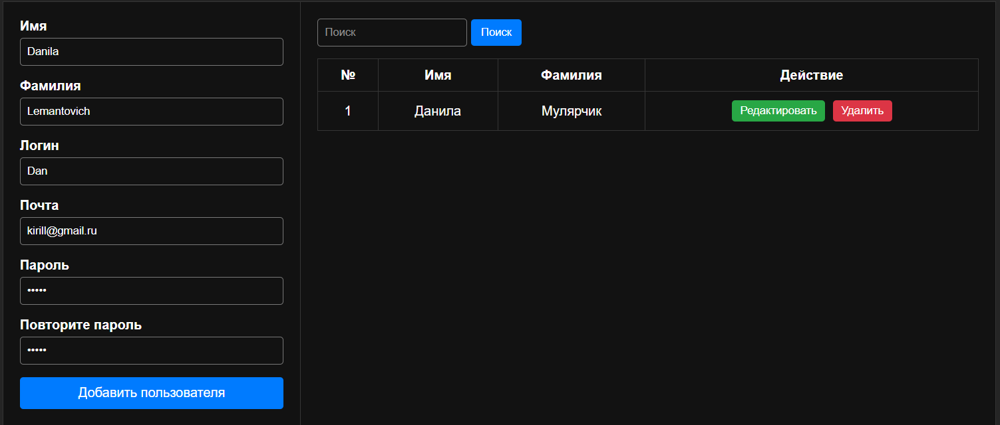 Имя
Danila
Фамилия
Lemantovich
Логин
Dan
Почта
kirill@gmail.ru
Пароль
•••••
Повторите пароль
•••••
Добавить пользователя
Поиск Поиск
№ Имя Фамилия Действие
1 Данила Мулярчик Редактировать Удалить